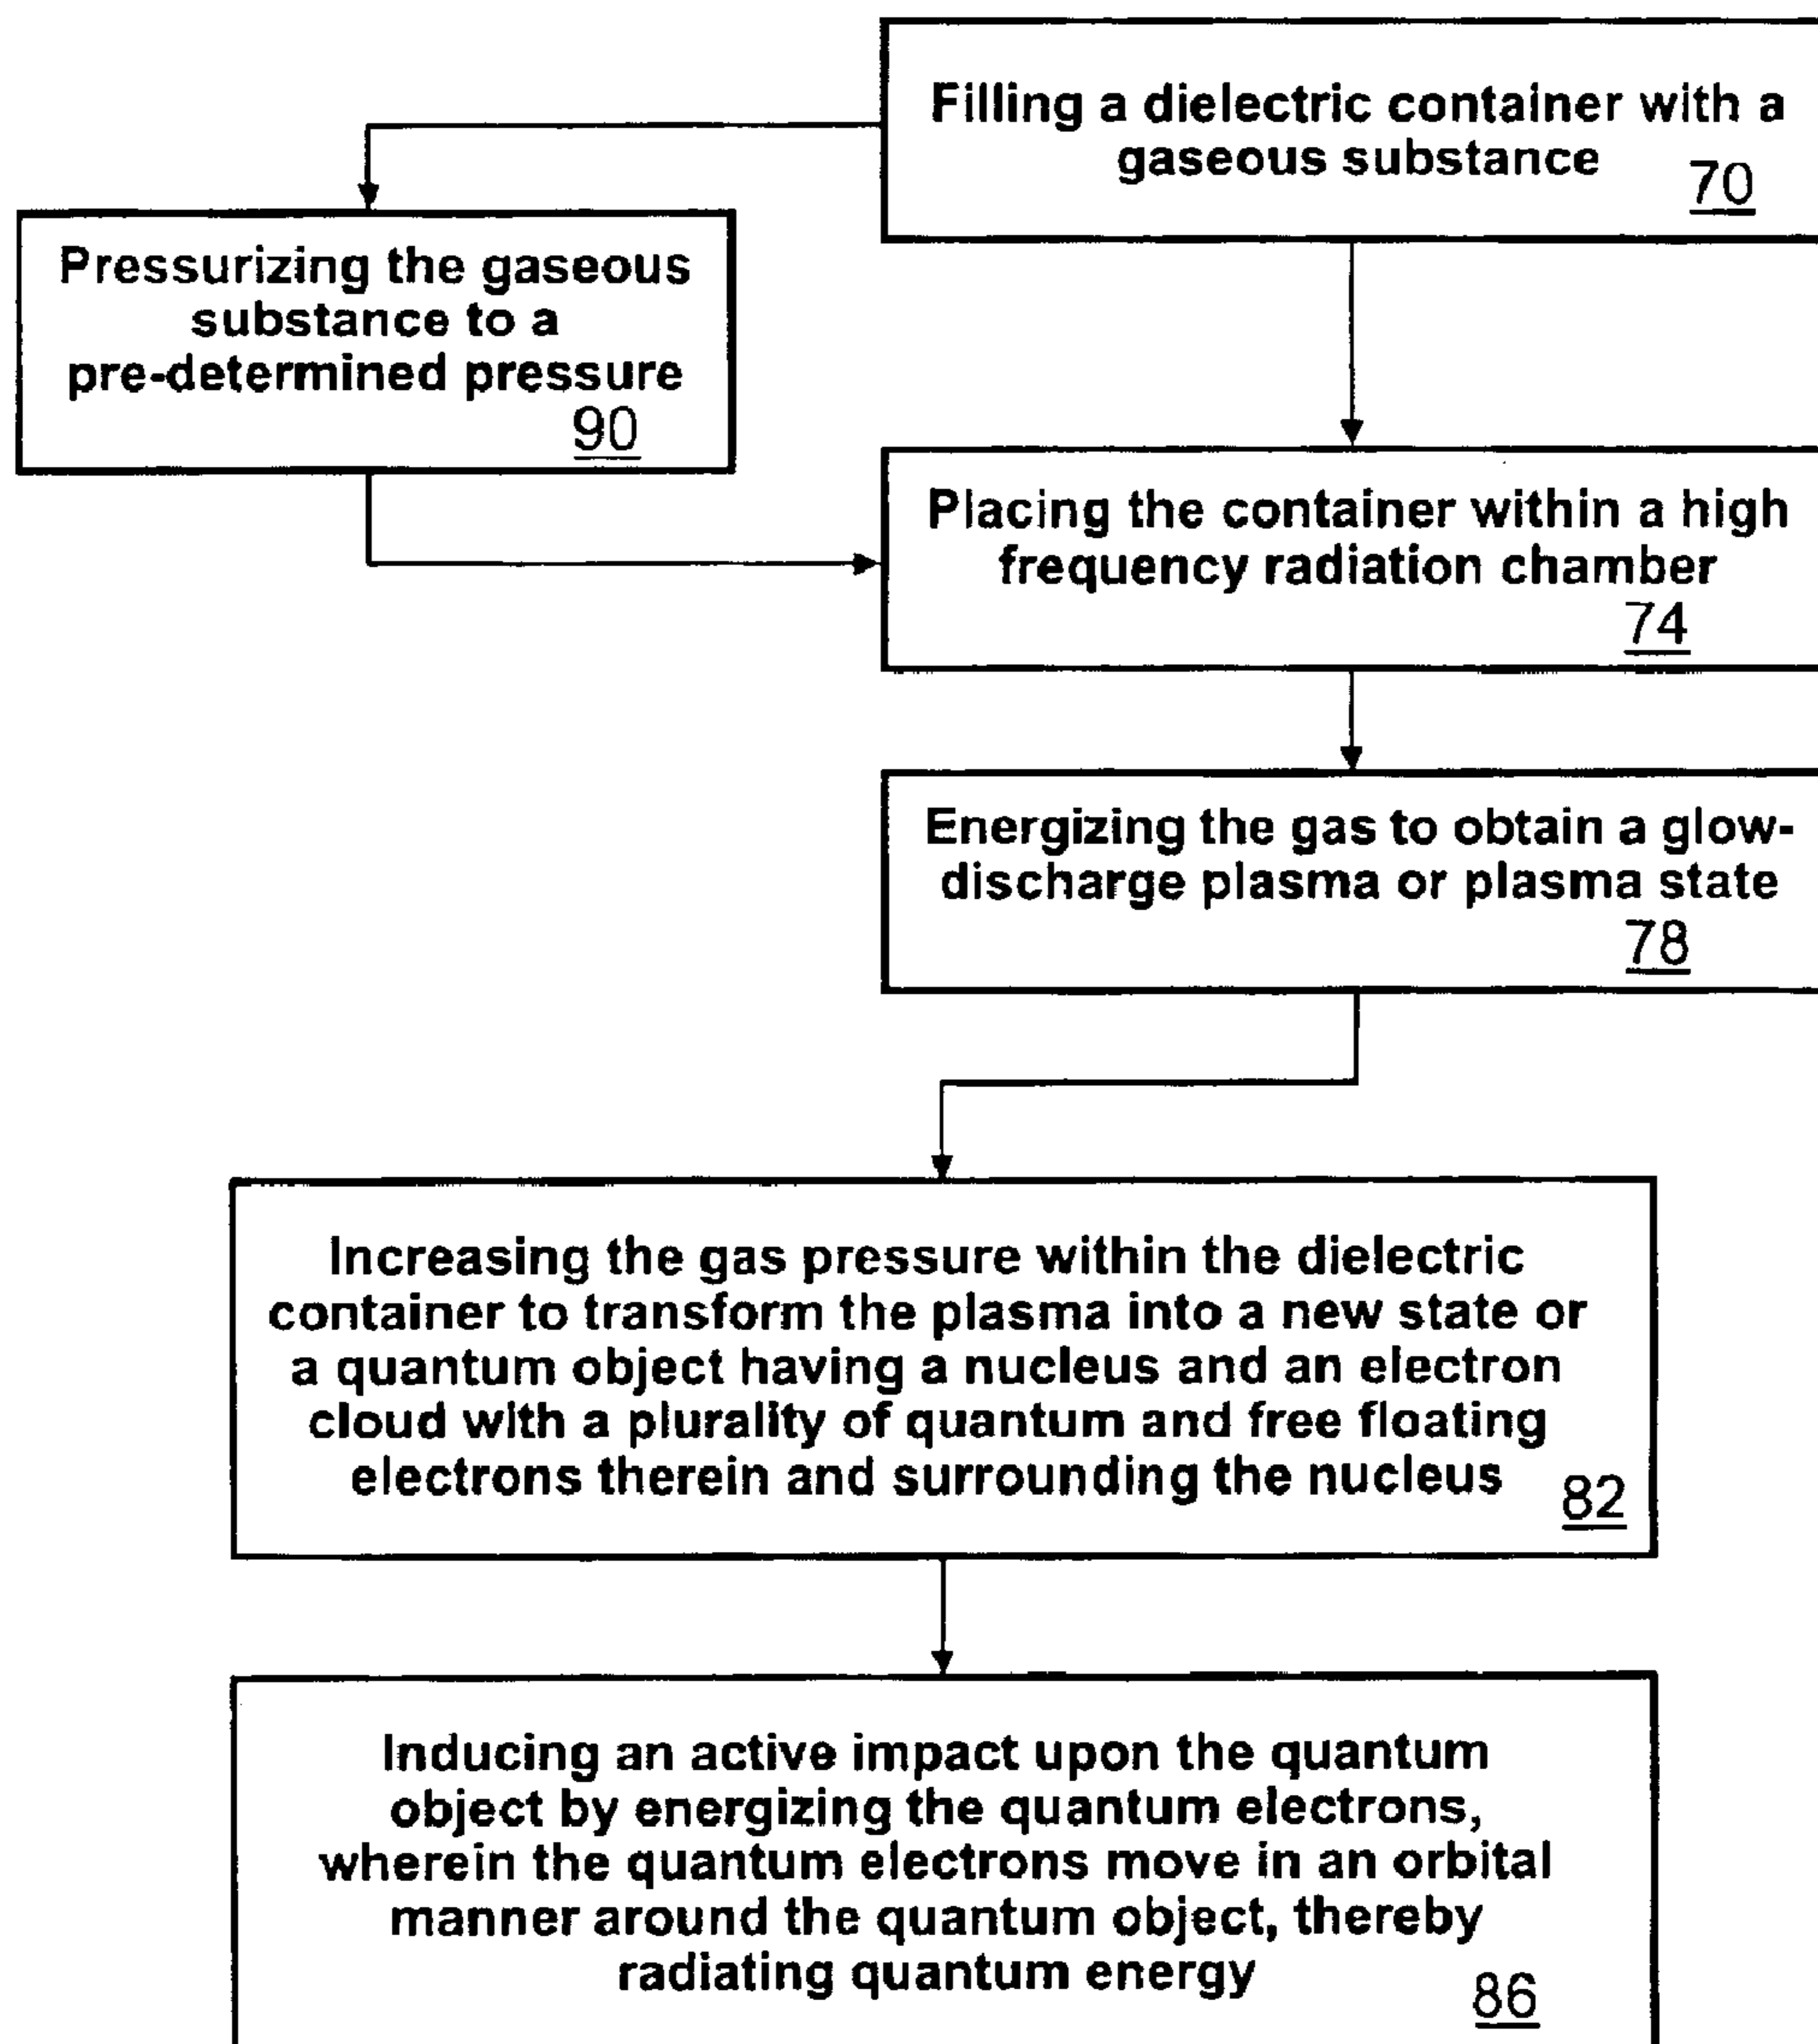 Filling a dielectric container with a
gaseous substance
70
Pressurizing the gaseous
substance to a
pre-determined pressure
90
Placing the container within a high
frequency radiation chamber
74
Energizing the gas to obtain a glow-
discharge plasma or plasma state
78
Increasing the gas pressure within the dielectric
container to transform the plasma into a new state or
a quantum object having a nucleus and an electron
cloud with a plurality of quantum and free floating
electrons therein and surrounding the nucleus
82
Inducing an active impact upon the quantum
object by energizing the quantum electrons,
wherein the quantum electrons move in an orbital
manner around the quantum object, thereby
radiating quantum energy
86